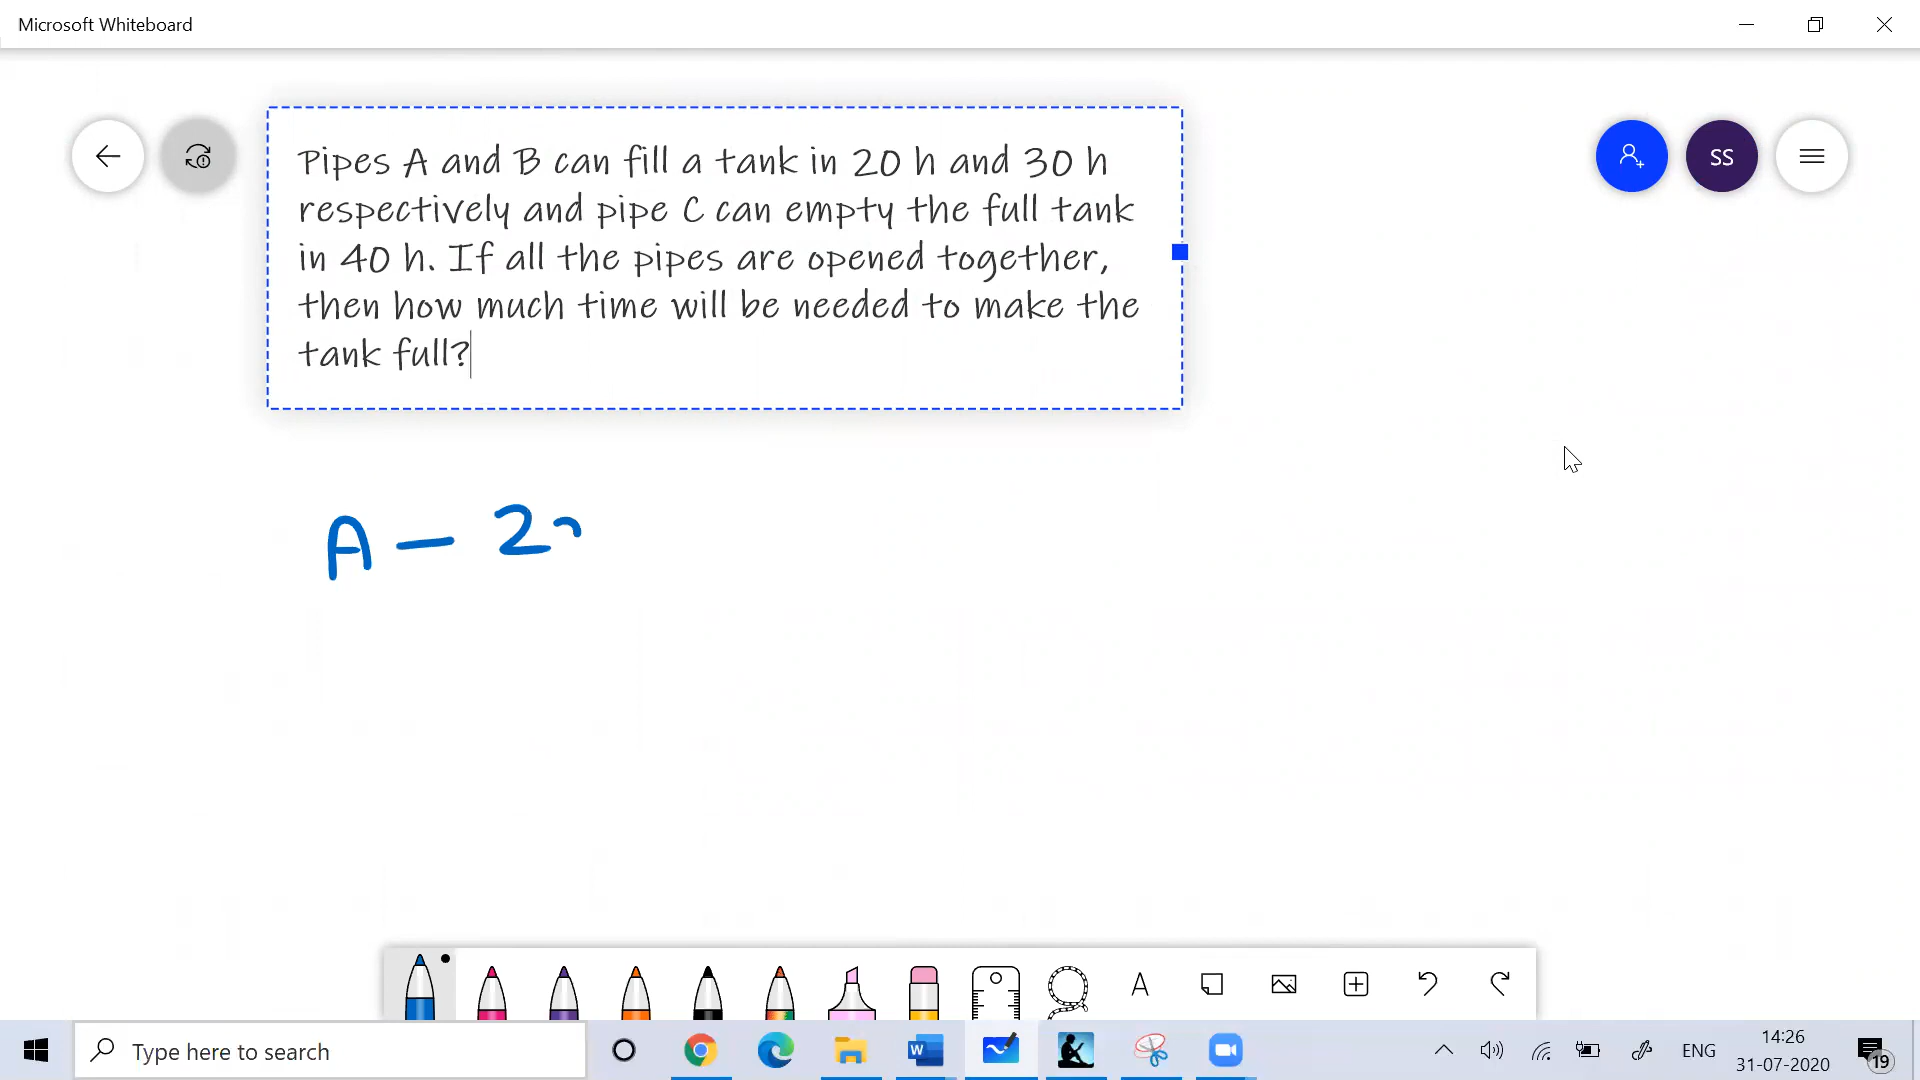 Microsoft Whiteboard
SS
Pipes A and B can fill a tank in 20 h and 30 h
respectively and pipe C can empty the full tank
in 40 h. If all the pipes are opened together,
then how much time will be needed to make the
tank full?
A – 2
A
Type here to search
W
ENG
14:26
31-07-2020
19